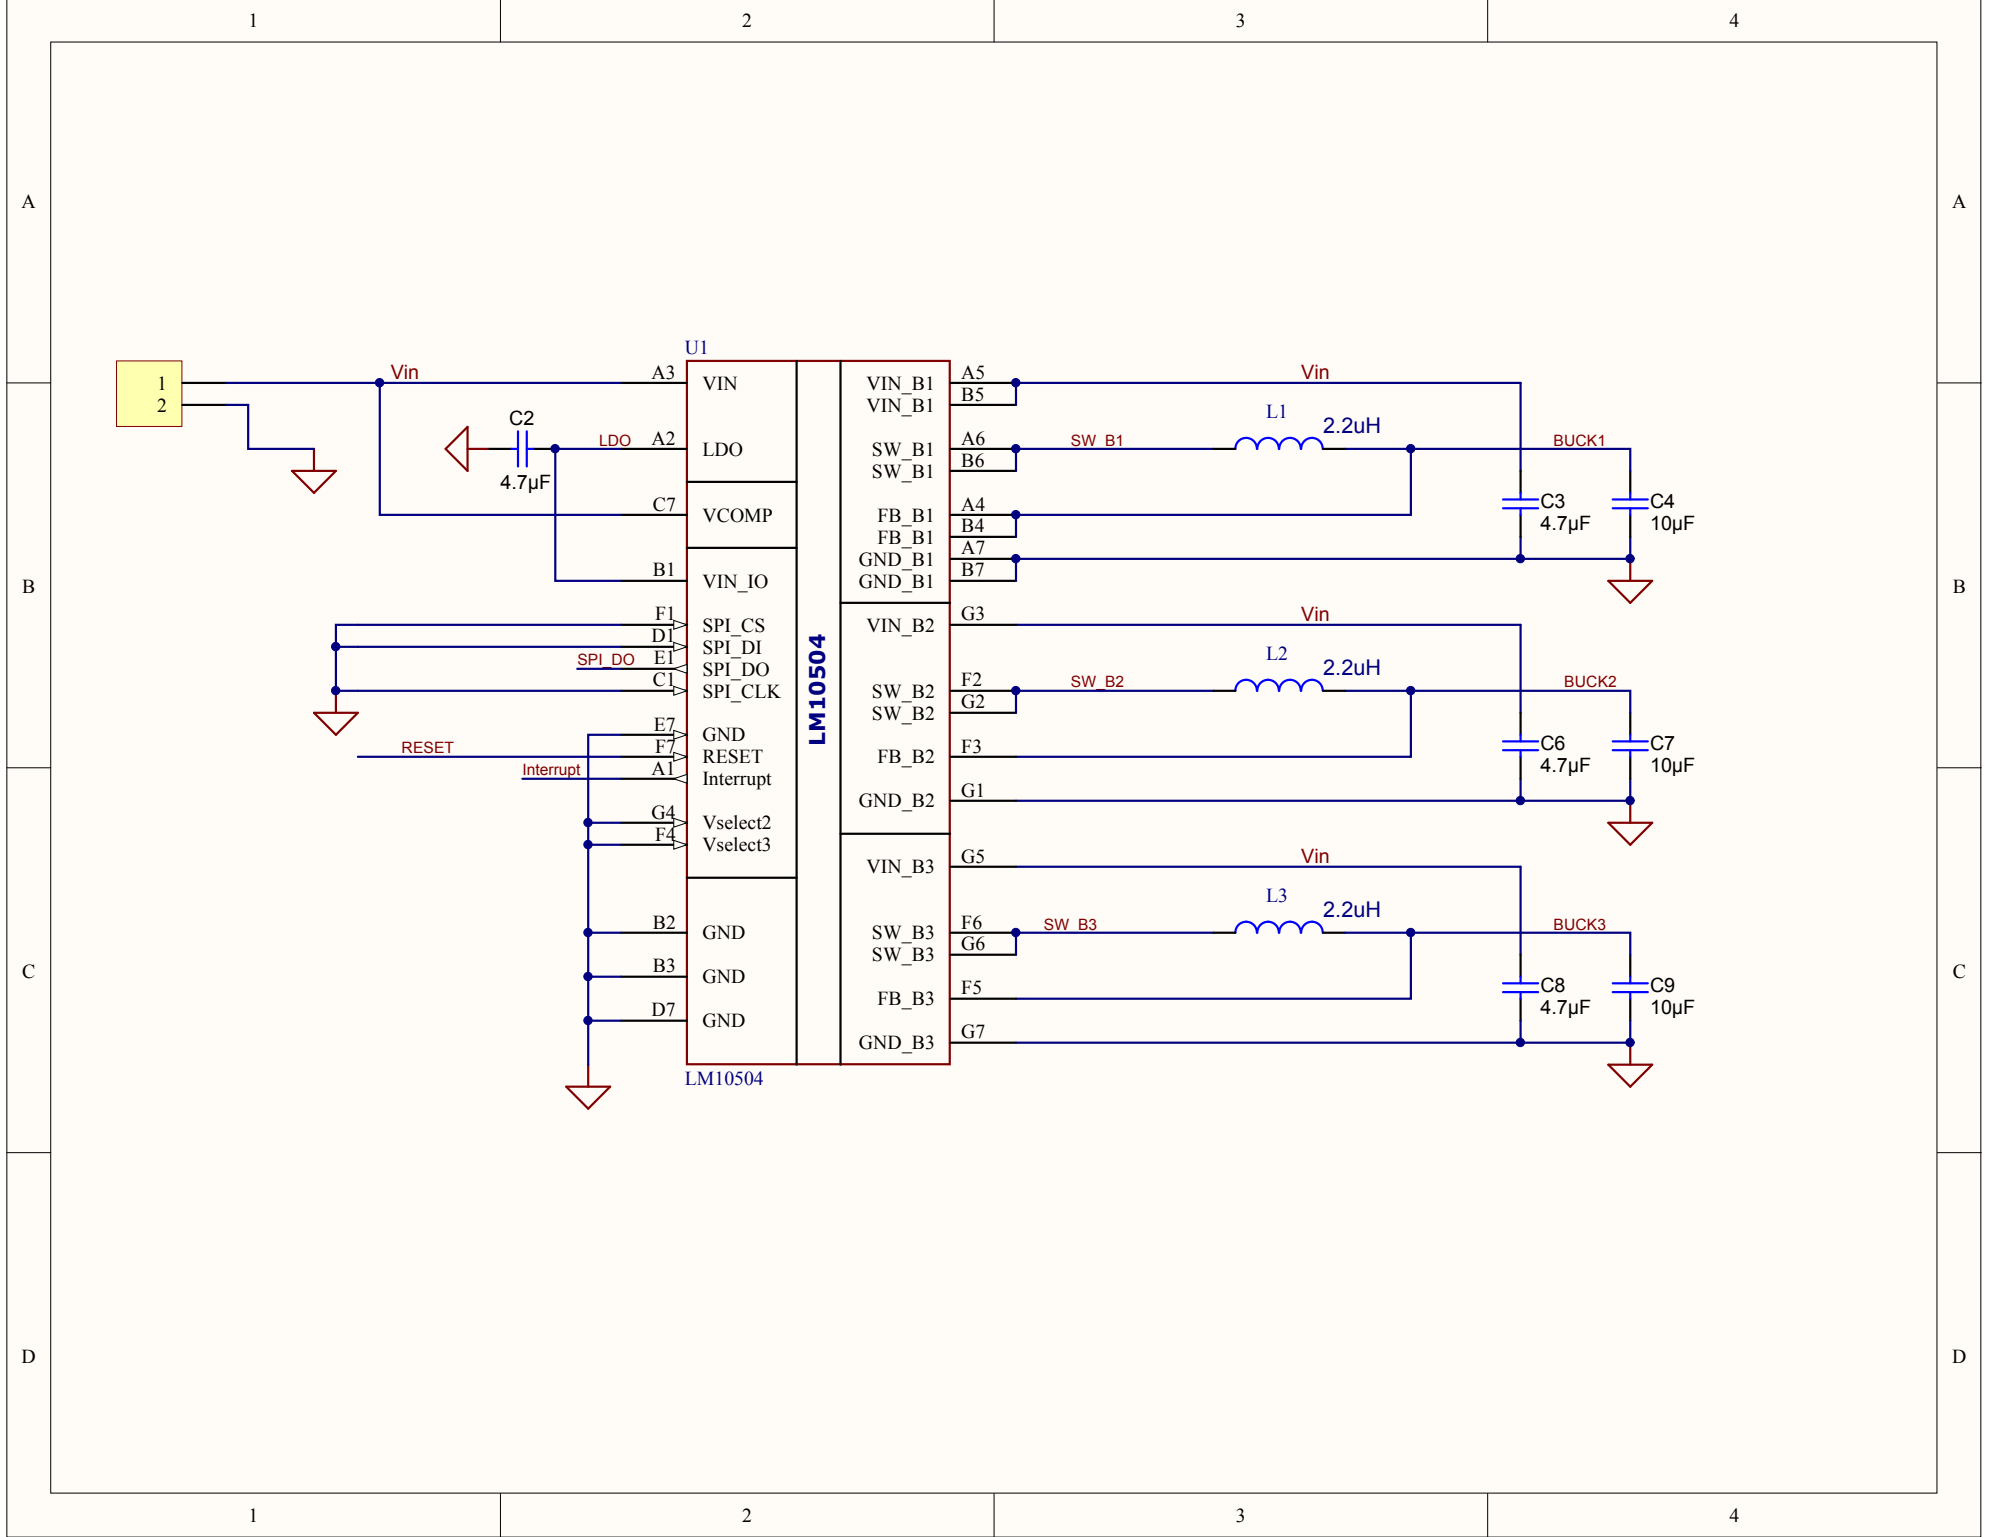 1 2 3 4
A A
U1
1
2
Vin
A3 VIN
C2
4.7µF
LDO A2 LDO
C7 VCOMP
B1 VIN_IO
F1 SPI_CS
D1 SPI_DI
SPI_DO E1 SPI_DO
C1 SPI_CLK
E7 GND
RESET F7 RESET
Interrupt A1 Interrupt
G4 Vselect2
F4 Vselect3
B2 GND
B3 GND
D7 GND
LM10504
LM10504
VIN_B1 A5 Vin
VIN_B1 B5
L1
2.2uH
SW_B1 A6 SW_B1 BUCK1
SW_B1 B6
FB_B1 A4
FB_B1 B4
GND_B1 A7
GND_B1 B7
C3
4.7µF
C4
10µF
B B
VIN_B2 G3 Vin
L2
2.2uH
SW_B2 F2 SW_B2 BUCK2
SW_B2 G2
FB_B2 F3
GND_B2 G1
C6
4.7µF
C7
10µF
VIN_B3 G5 Vin
L3
2.2uH
SW_B3 F6 SW_B3 BUCK3
SW_B3 G6
FB_B3 F5
GND_B3 G7
C8
4.7µF
C9
10µF
C C
D D
1 2 3 4